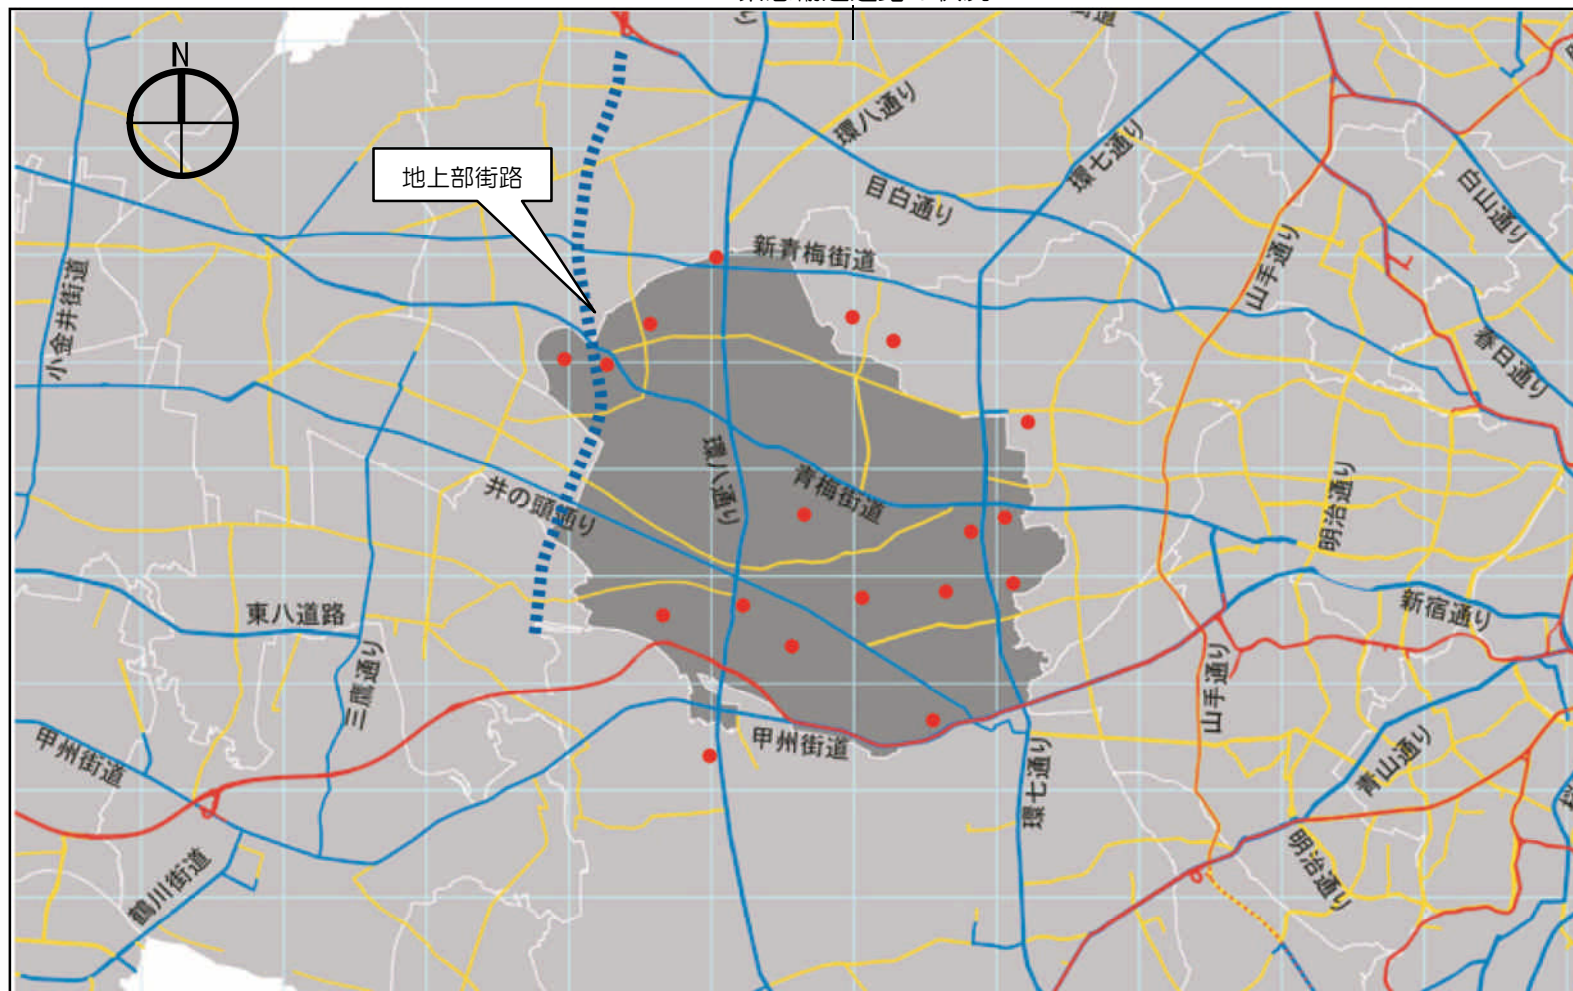 N
環八通り
環七通り
地上部街路
目白通り
白山通り
新青梅街道
山手通り
小金井街道
春日通り
環八通り
青梅街道
井の頭通り
明治通り
東八道路
新宿通り
三鷹通り
山手通り
甲州街道
甲州街道
環七通り
青山通り
明治通り
鶴川街道